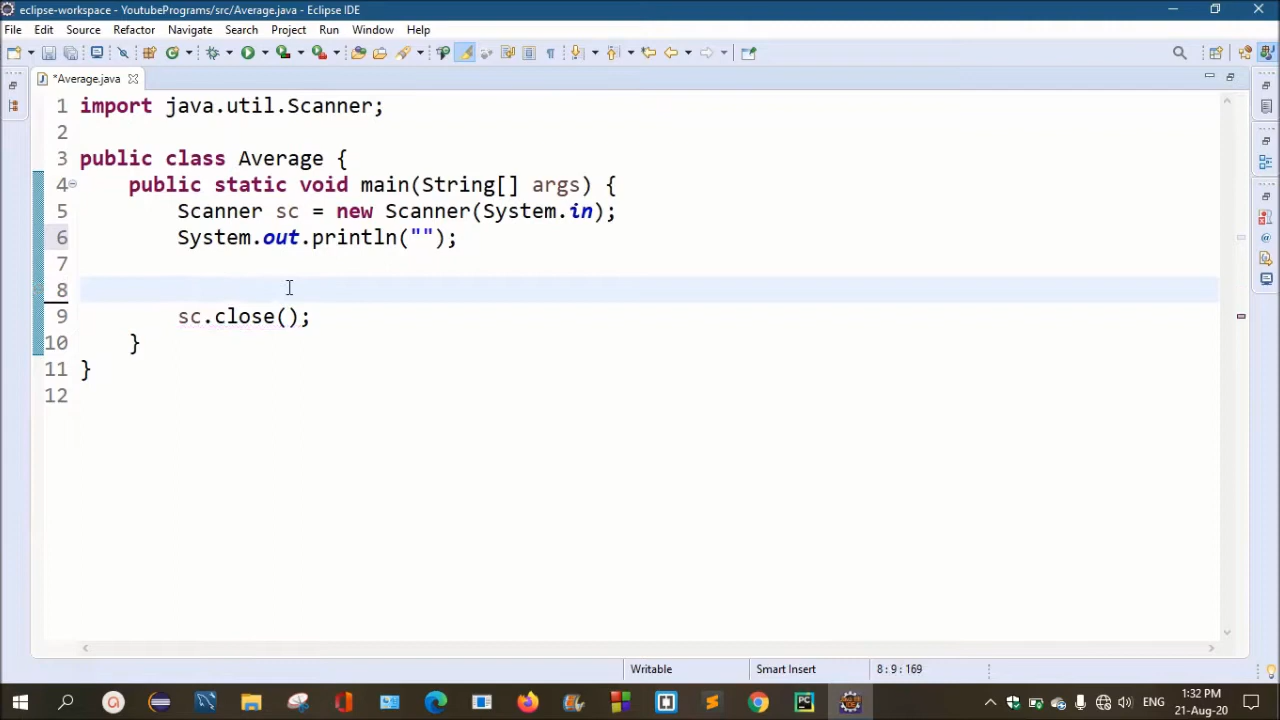 eclipse-workspace - YoutubePrograms/src/Average.java - Eclipse IDE
File Edit Source Refactor Navigate Search Project Run Window Help
*Average.java
1 import java.util.Scanner;
2
3 public class Average {
4 public static void main(String[] args) {
5 Scanner sc = new Scanner(System.in);
6 System.out.println("");
7
8
9 sc.close();
10 }
11 }
12
Writable Smart Insert 8 : 9 : 169
ENG 1:32 PM
21-Aug-20